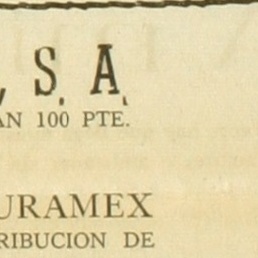 , S. A.
AN 100 PTE.
URAMEX
RIBUCION DE